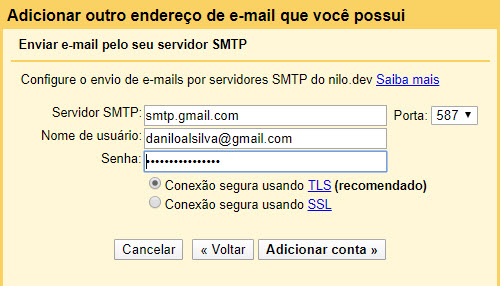 Adicionar outro endereço de e-mail que você possui
Enviar e-mail pelo seu servidor SMTP
Configure o envio de e-mails por servidores SMTP do nilo.dev Saiba mais
Servidor SMTP: smtp.gmail.com Porta: 587
Nome de usuário: daniloalsilva@gmail.com
Senha: ••••••••••••••••
Conexão segura usando TLS (recomendado)
Conexão segura usando SSL
Cancelar « Voltar Adicionar conta »